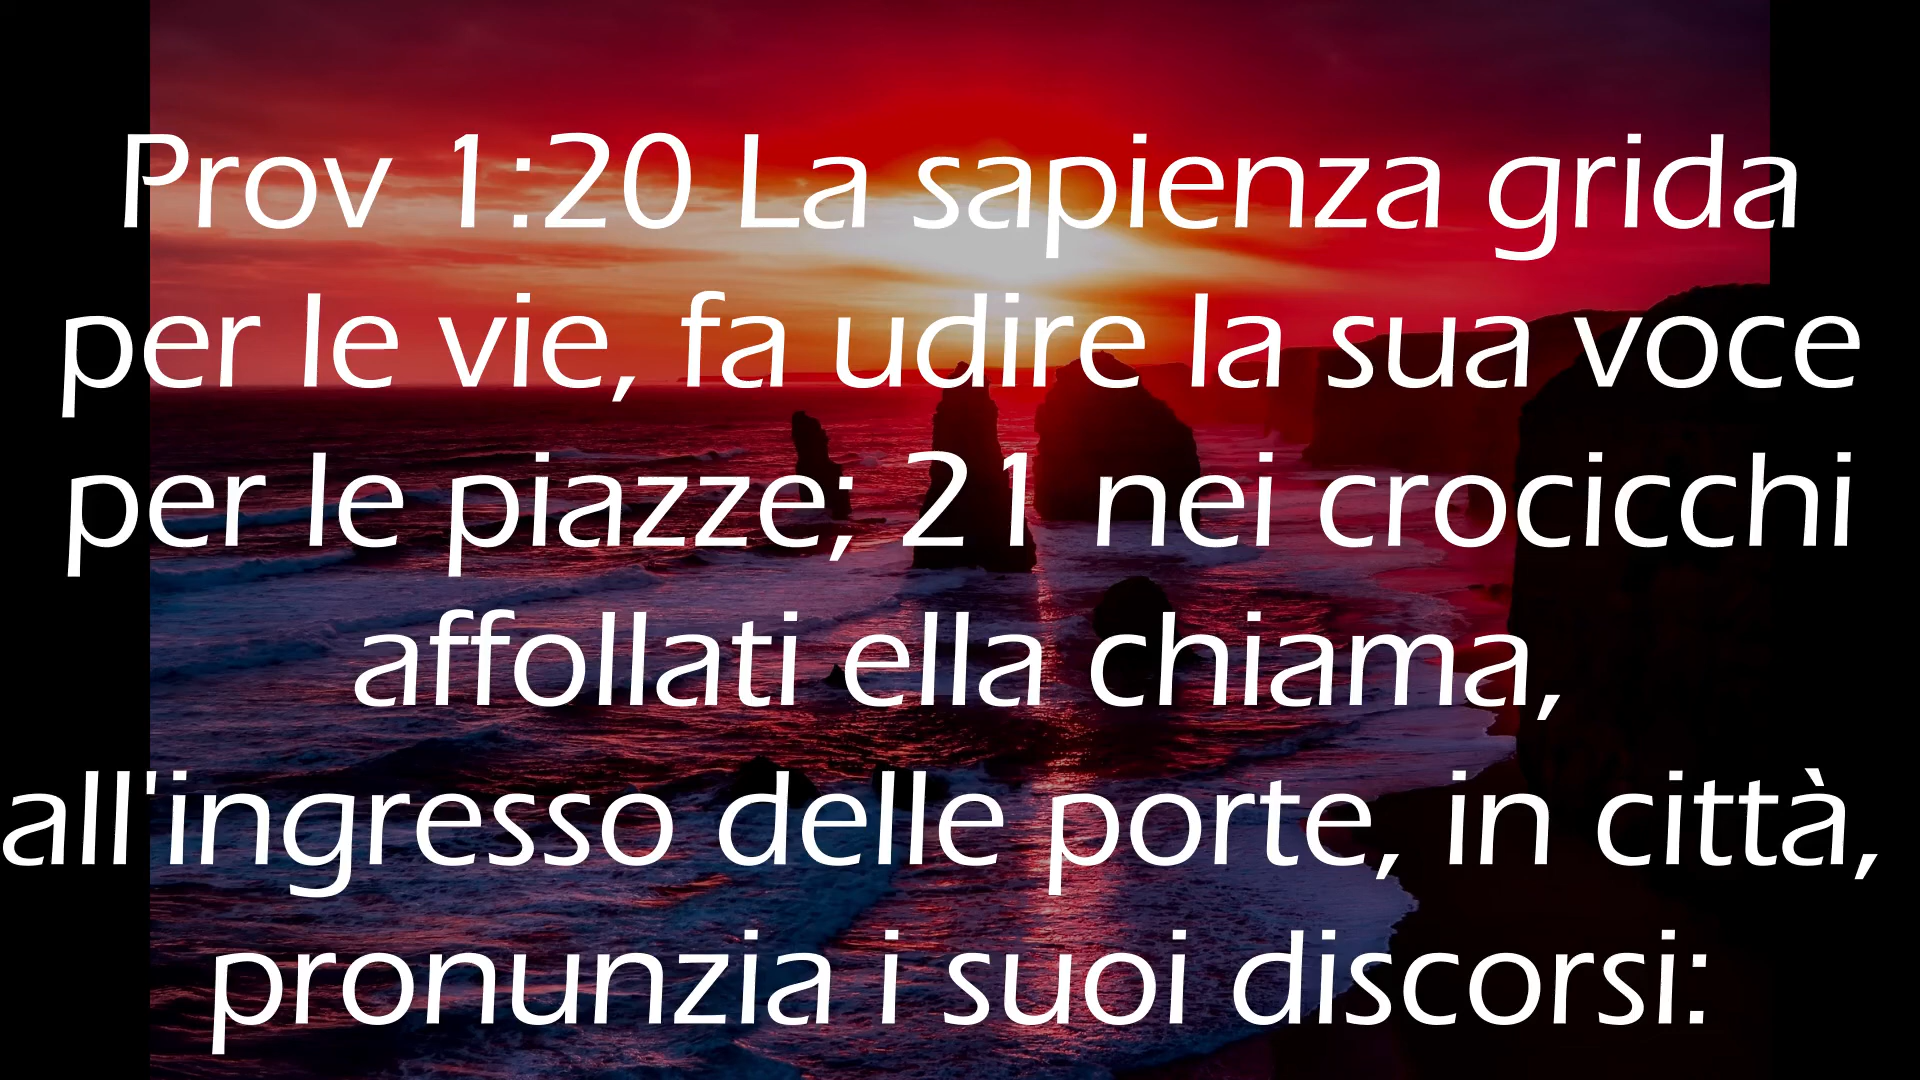 Prov 1:20 La sapienza grida
per le vie, fa udire la sua voce
per le piazze; 21 nei crocicchi
affollati ella chiama,
all'ingresso delle porte, in città,
pronunzia i suoi discorsi: